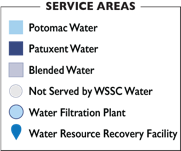 SERVICE AREAS
Potomac Water
Patuxent Water
Blended Water
Not Served by WSSC Water
Water Filtration Plant
Water Resource Recovery Facility